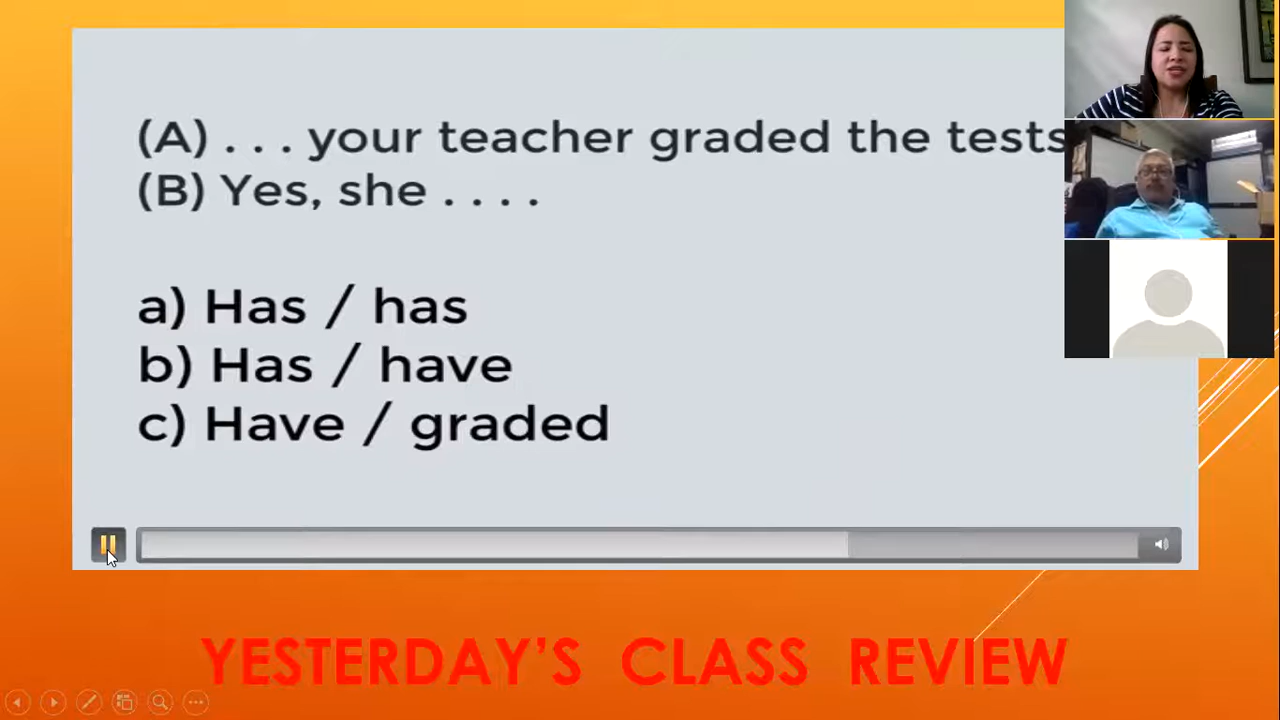 (A) . . . your teacher graded the tests
(B) Yes, she . . . .
a) Has / has
b) Has / have
c) Have / graded
YESTERDAY'S CLASS REVIEW